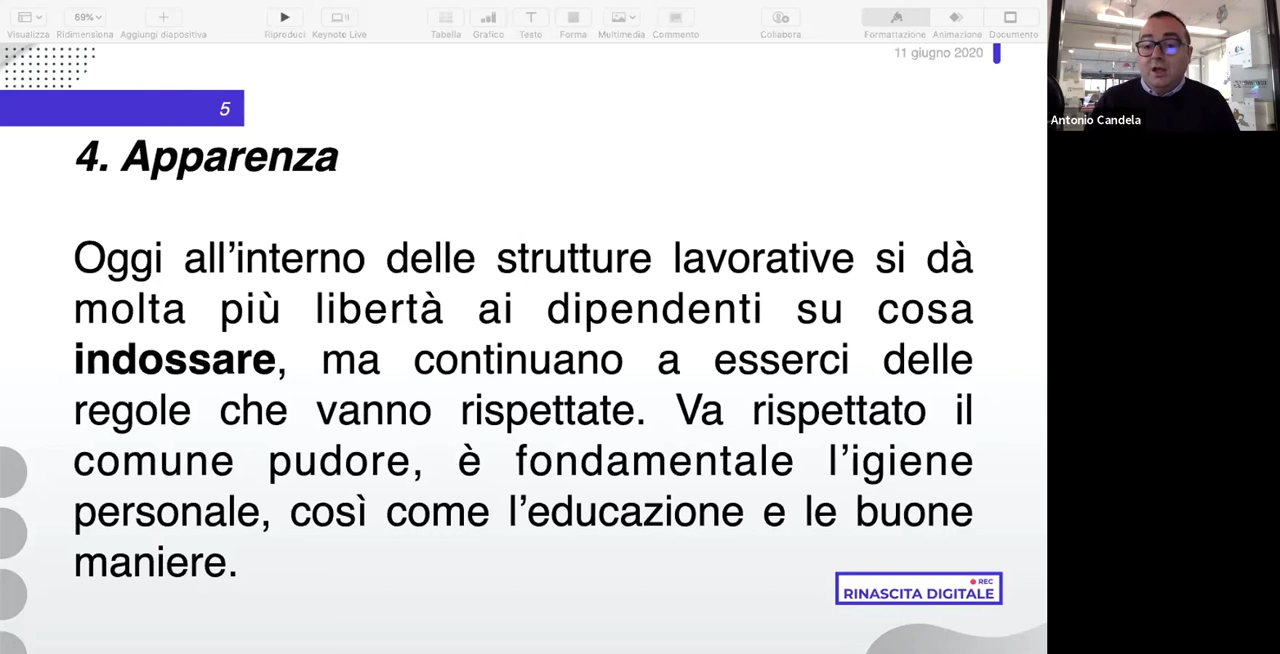 69%
Visualizza
Ridimensiona
Aggiungi diapositiva
Riproduci
Keynote Live
Tabella
Grafico
T
Testo
Forma
Multimedia
Commento
Collabora
Formattazione
Animazione
Documento
11 giugno 2020
5
4. Apparenza
Oggi all’interno delle strutture lavorative si dà
molta più libertà ai dipendenti su cosa
indossare, ma continuano a esserci delle
regole che vanno rispettate. Va rispettato il
comune pudore, è fondamentale l’igiene
personale, così come l’educazione e le buone
maniere.
REC
RINASCITA DIGITALE
Antonio Candela